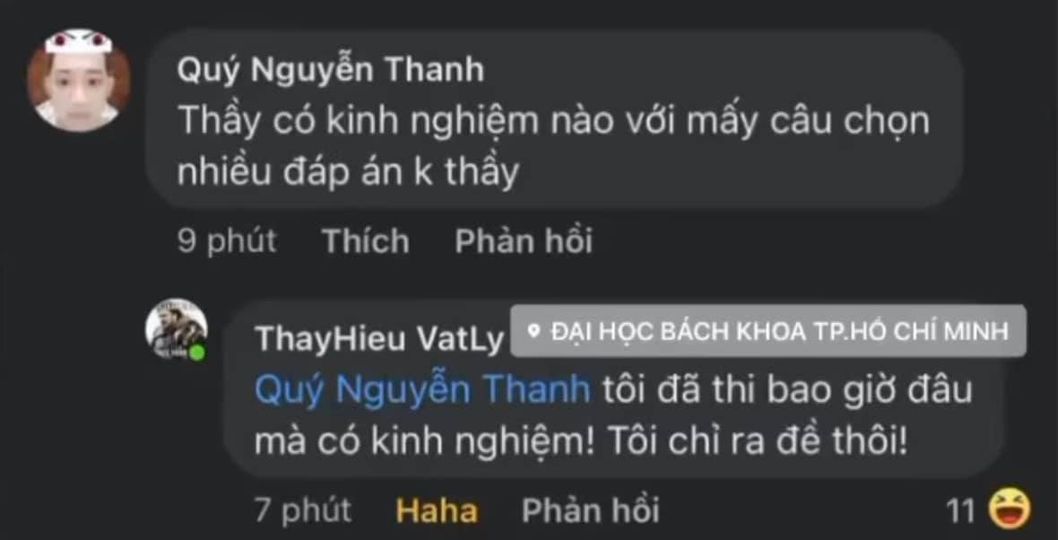 Quý Nguyễn Thanh
Thầy có kinh nghiệm nào với mấy câu chọn
nhiều đáp án k thầy
9 phút Thích Phản hồi
ThayHieu VatLy ĐẠI HỌC BÁCH KHOA TP.HỒ CHÍ MINH
Quý Nguyễn Thanh tôi đã thi bao giờ đâu
mà có kinh nghiệm! Tôi chỉ ra đề thôi!
7 phút Haha Phản hồi 11